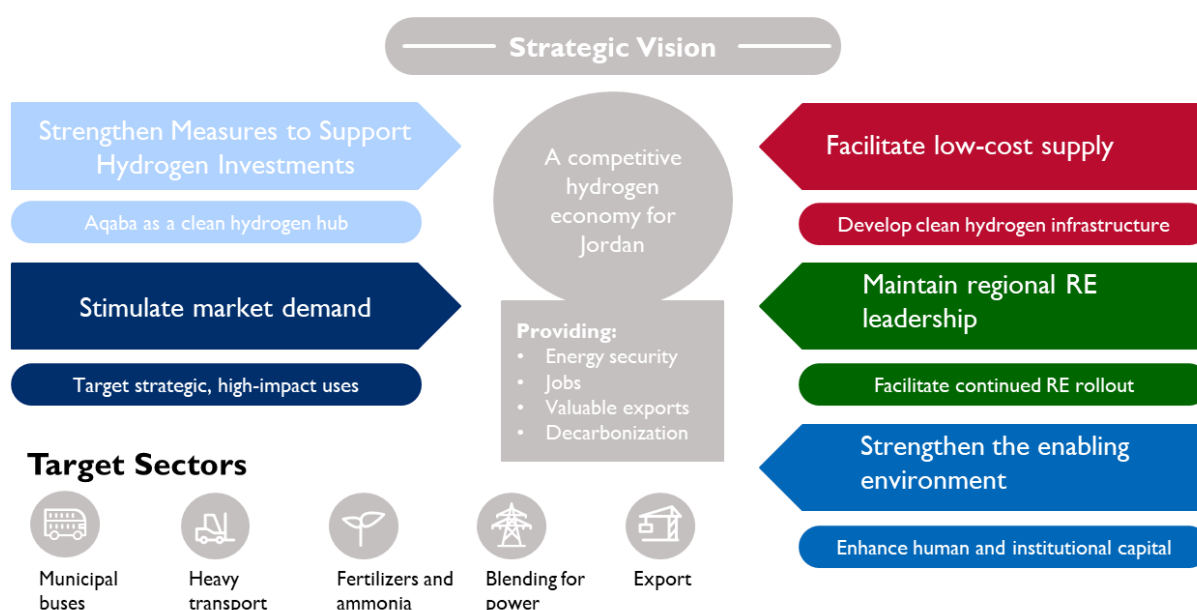 Strategic Vision
Strengthen Measures to Support
Hydrogen Investments
Aqaba as a clean hydrogen hub
Stimulate market demand
Target strategic, high-impact uses
A competitive
hydrogen
economy for
Jordan
Providing:
• Energy security
• Jobs
• Valuable exports
• Decarbonization
Facilitate low-cost supply
Develop clean hydrogen infrastructure
Maintain regional RE
leadership
Facilitate continued RE rollout
Strengthen the enabling
environment
Enhance human and institutional capital
Target Sectors
Municipal
buses
Heavy
transport
Fertilizers and
ammonia
Blending for
power
Export